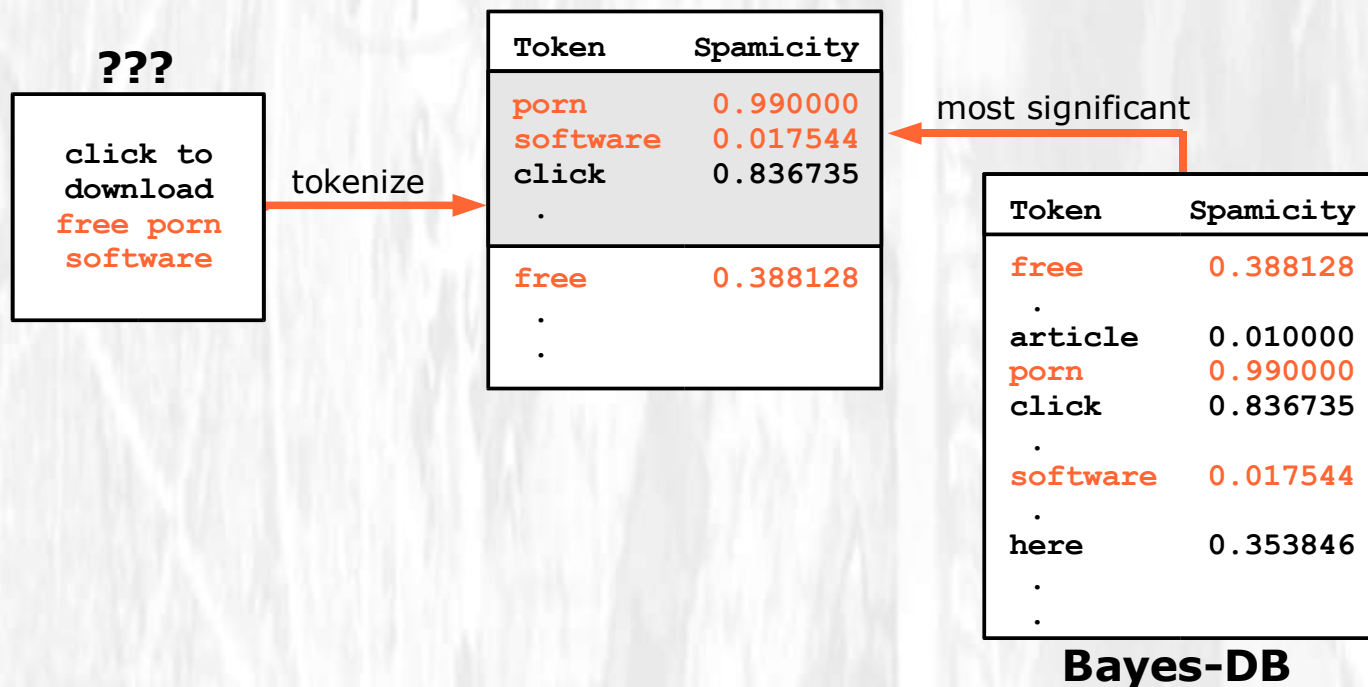 ???
click to
download
free porn
software
tokenize
Token Spamicity
porn 0.990000
software 0.017544
click 0.836735
.
free 0.388128
.
.
most significant
Token Spamicity
free 0.388128
.
article 0.010000
porn 0.990000
click 0.836735
.
software 0.017544
.
here 0.353846
.
.
Bayes-DB